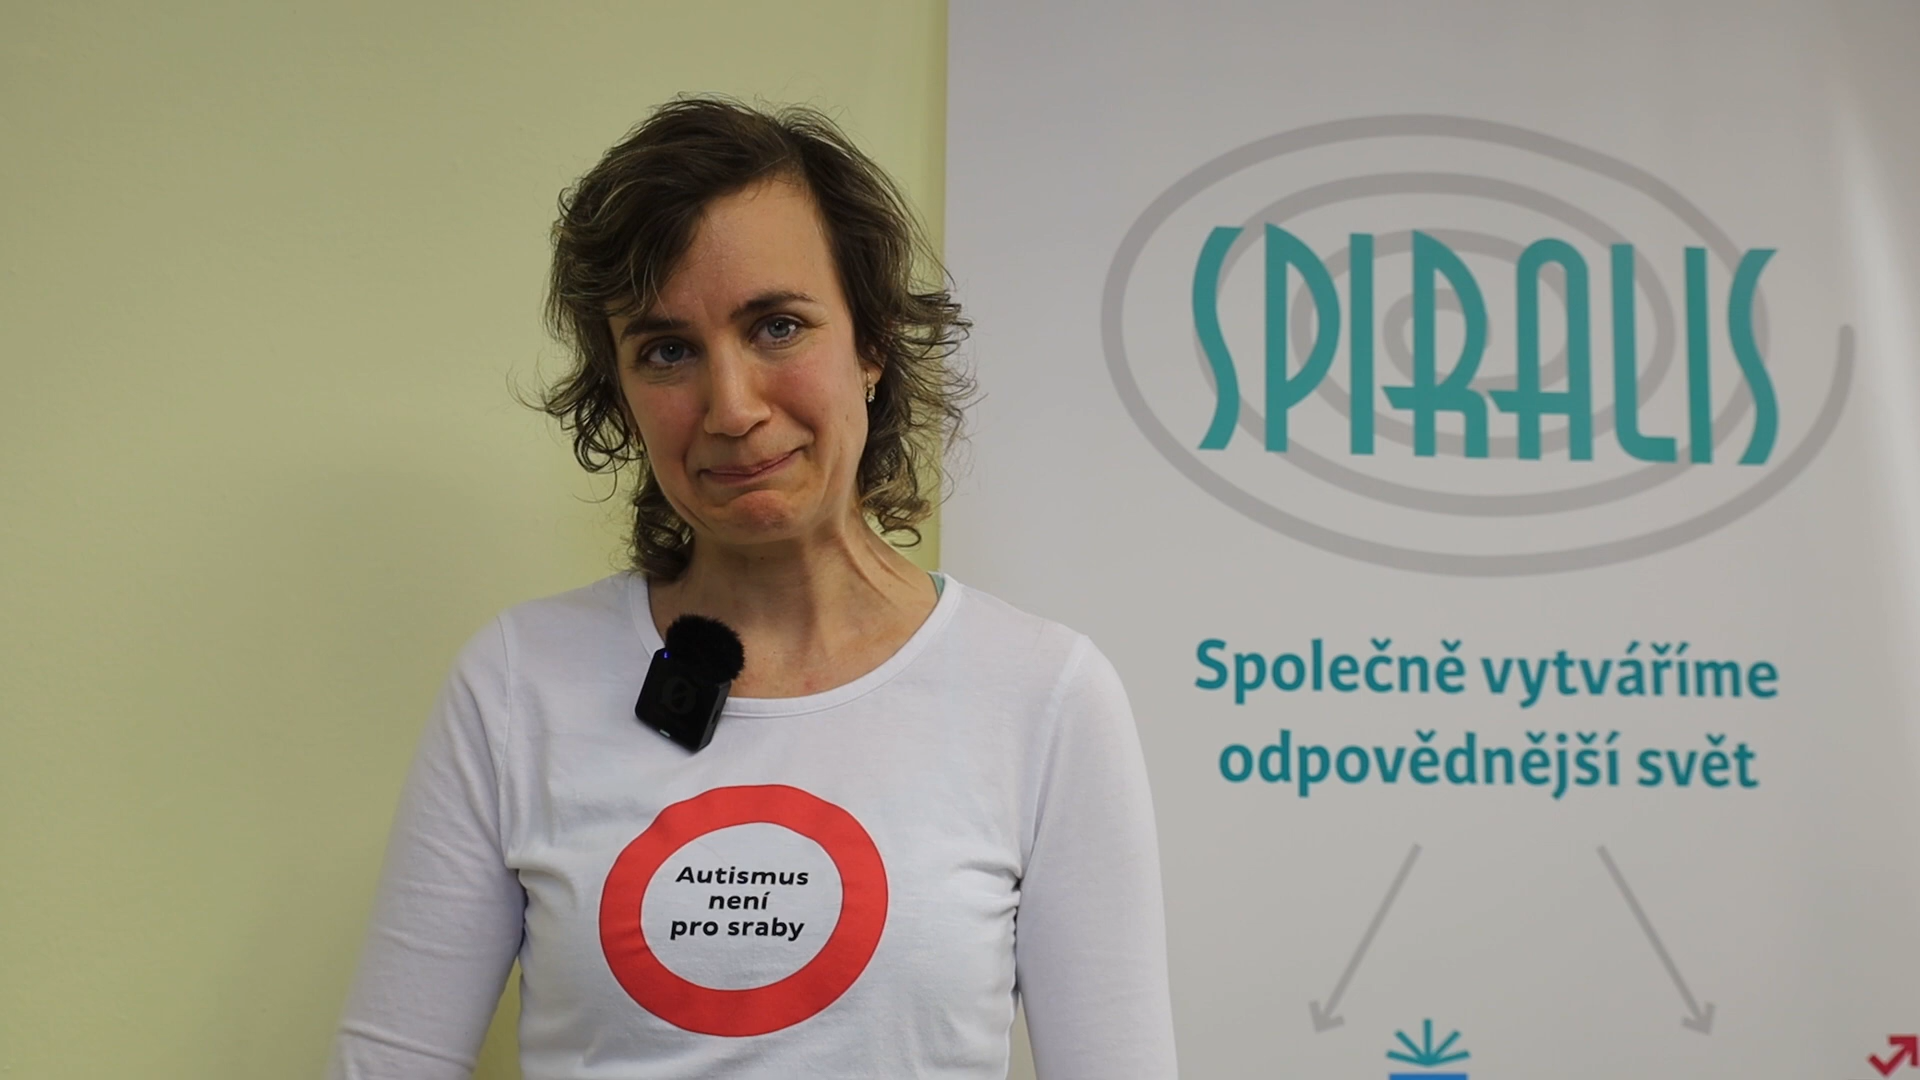 SPIRALIS
Společně vytváříme
odpovědnější svět
Autismus
není
pro sraby